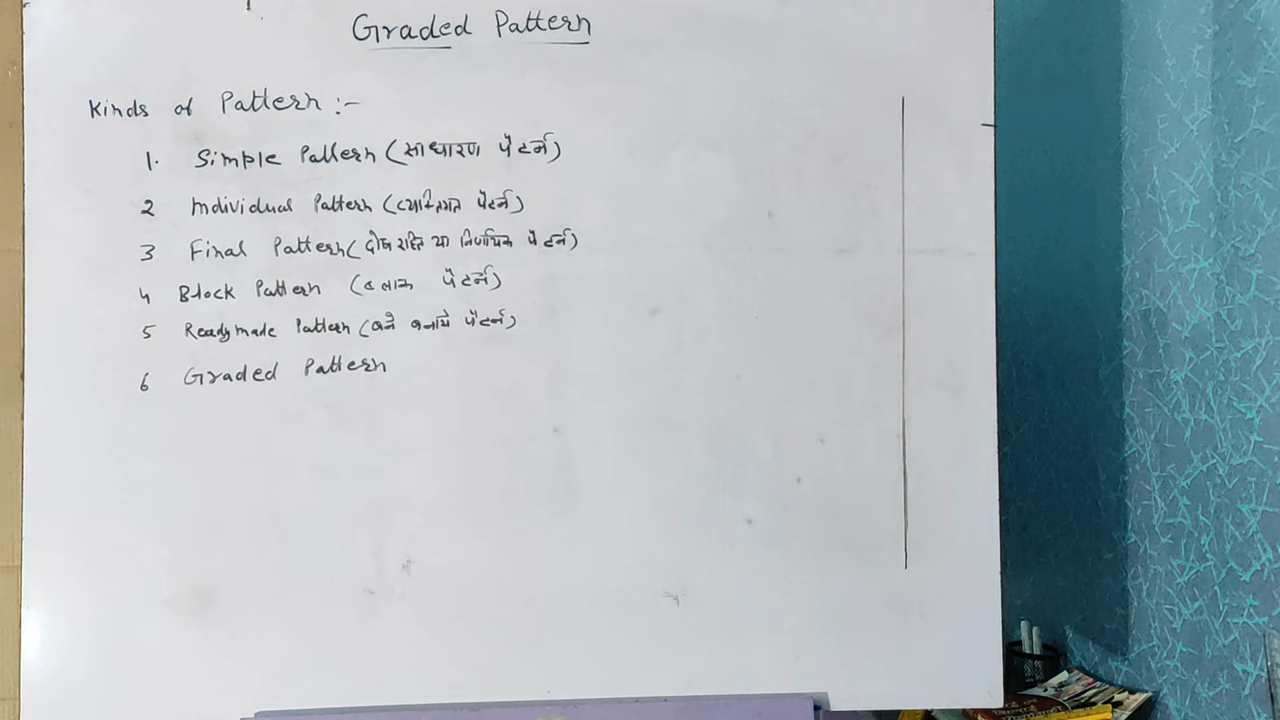 Graded Pattern
Kinds of Pattern :-
1. Simple Pattern (साधारण पैटर्न)
2 Individual Pattern (व्यक्तिगत पैटर्न)
3 Final Pattern (दोष रहित या निर्णायक पैटर्न)
4 Block Pattern (ब्लाक पैटर्न)
5 Readymade Pattern (बने बनाये पैटर्न)
6 Graded Pattern